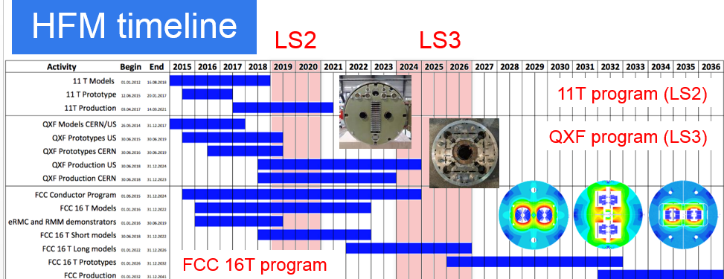 HFM timeline
LS2 LS3
Activity Begin End 2015 2016 2017 2018 2019 2020 2021 2022 2023 2024 2025 2026 2027 2028 2029 2030 2031 2032 2033 2034 2035 2036
11 T Models
11 T Prototype
11T Production
11T program (LS2)
QXF Models CERN/US
QXF Prototypes US
QXF Prototypes CERN
QXF Production US
QXF Production CERN
QXF program (LS3)
FCC Conductor Program
FCC 16 T Models
eRMC and RMM demonstrators
FCC 16 T Short models
FCC 16 T Long models
FCC 16 T Prototypes
FCC Production
FCC 16T program